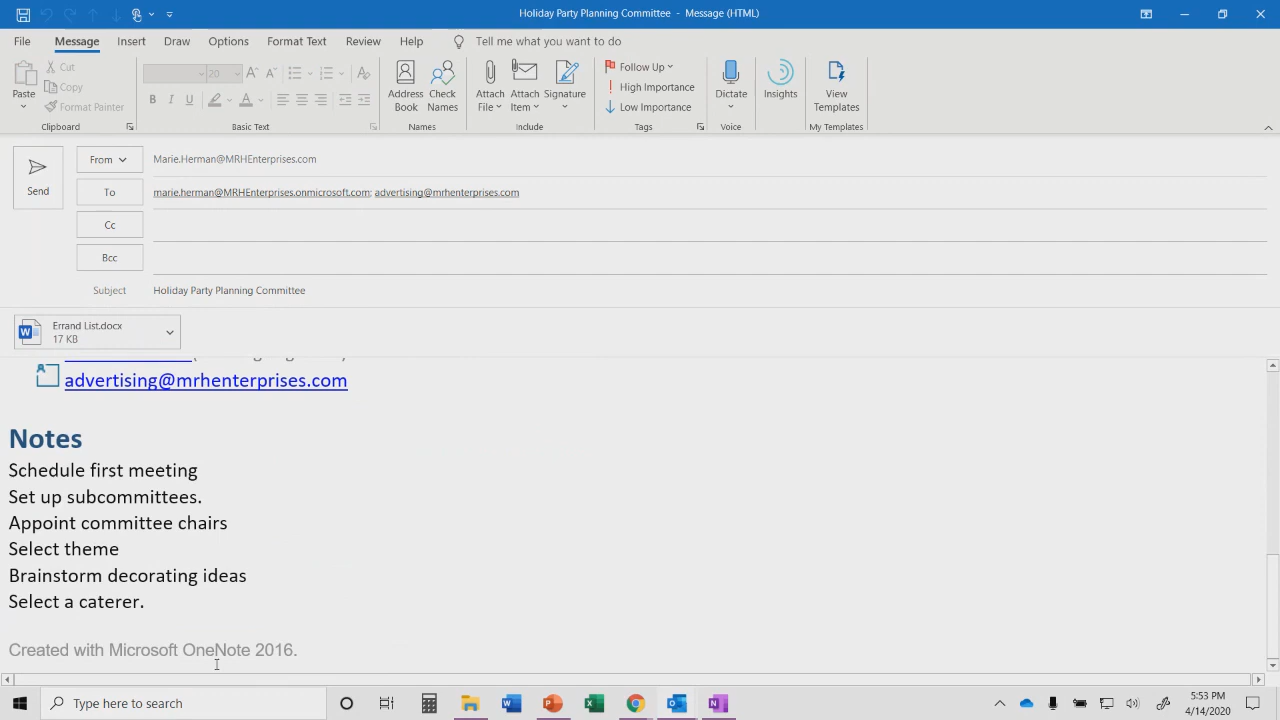 Holiday Party Planning Committee - Message (HTML)
File Message Insert Draw Options Format Text Review Help Tell me what you want to do
Paste
Cut
Copy
Format Painter
Clipboard
20
B I U
Basic Text
Address Book
Check Names
Names
Attach File
Attach Item
Signature
Include
Follow Up
High Importance
Low Importance
Tags
Dictate
Voice
Insights
View Templates
My Templates
Send
From Marie.Herman@MRHEnterprises.com
To marie.herman@MRHEnterprises.onmicrosoft.com; advertising@mrhenterprises.com
Cc
Bcc
Subject Holiday Party Planning Committee
Errand List.docx
17 KB
advertising@mrhenterprises.com
Notes
Schedule first meeting
Set up subcommittees.
Appoint committee chairs
Select theme
Brainstorm decorating ideas
Select a caterer.
Created with Microsoft OneNote 2016.
Type here to search
5:53 PM
4/14/2020